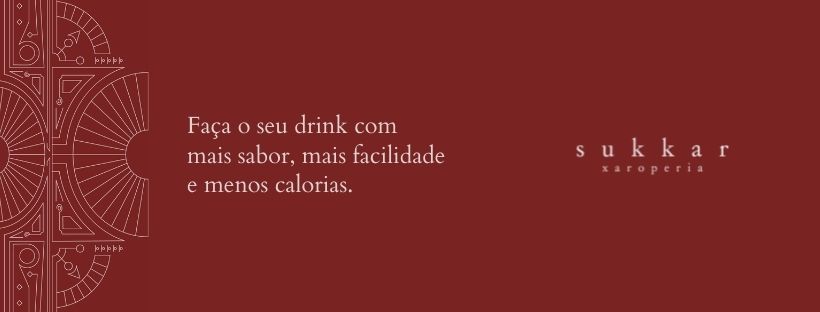 Faça o seu drink com
mais sabor, mais facilidade
e menos calorias.
sukkar
xaroperia